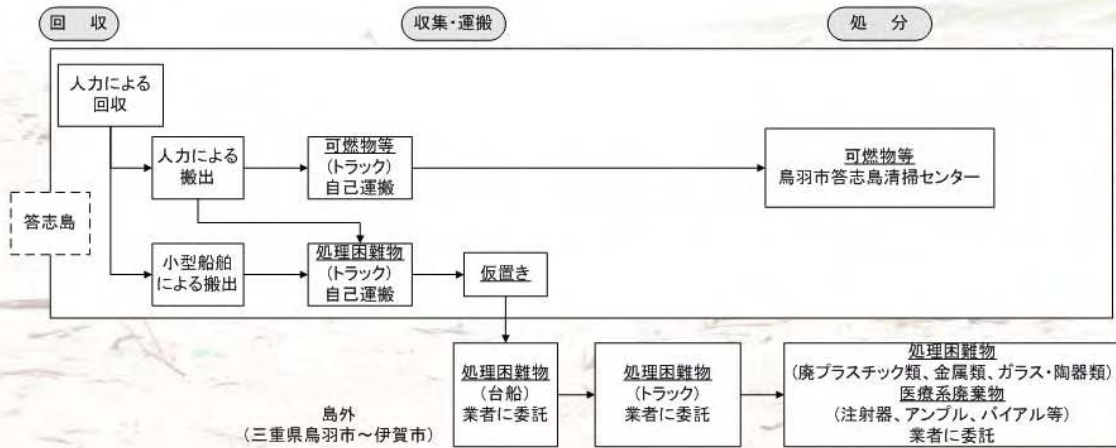 回 収
収集・運搬
処 分
人力による
回収
人力による
搬出
可燃物等
(トラック)
自己運搬
可燃物等
鳥羽市答志島清掃センター
答志島
小型船舶
による搬出
処理困難物
(トラック)
自己運搬
仮置き
処理困難物
(台船)
業者に委託
処理困難物
(トラック)
業者に委託
処理困難物
(廃プラスチック類、金属類、ガラス・陶器類)
医療系廃棄物
(注射器、アンプル、バイアル等)
業者に委託
島外
(三重県鳥羽市～伊賀市)